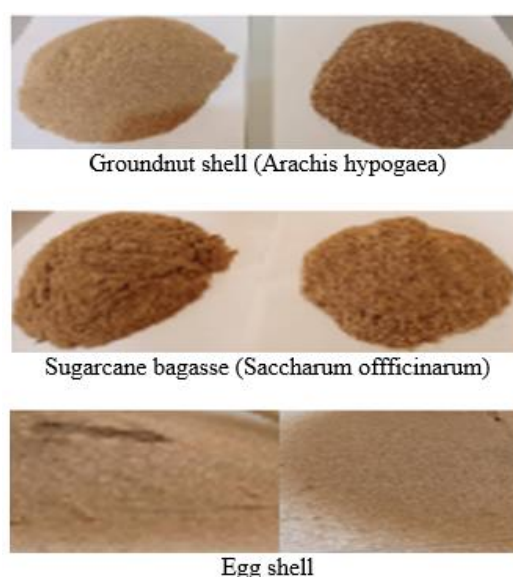 Groundnut shell (Arachis hypogaea)
Sugarcane bagasse (Saccharum offficinarum)
Egg shell